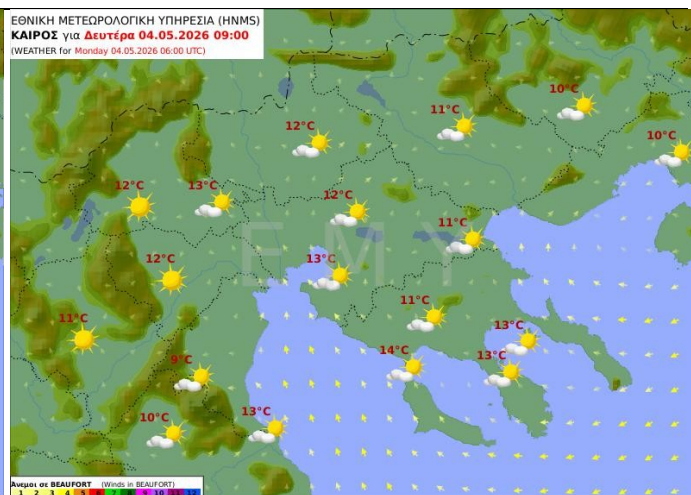 ΕΘΝΙΚΗ ΜΕΤΕΩΡΟΛΟΓΙΚΗ ΥΠΗΡΕΣΙΑ (HNMS)
ΚΑΙΡΟΣ για Δευτέρα 04.05.2026 09:00
(WEATHER for Monday 04.05.2026 06:00 UTC)
10°C
11°C
12°C
10°C
12°C
13°C
12°C
11°C
12°C
13°C
11°C
11°C
13°C
9°C
14°C
13°C
10°C
13°C
E M Y
Άνεμοι σε BEAUFORT (Winds in BEAUFORT)
1 2 3 4 5 6 7 8 9 10 11 12